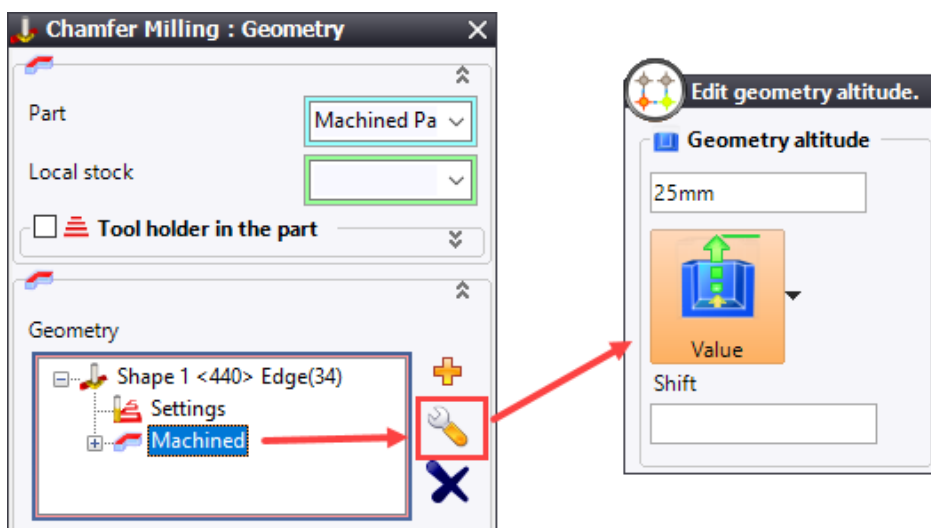 Chamfer Milling : Geometry
Part
Machined Pa
Local stock
Tool holder in the part
Geometry
Shape 1 <440> Edge(34)
Settings
Machined
Edit geometry altitude.
Geometry altitude
25mm
Value
Shift